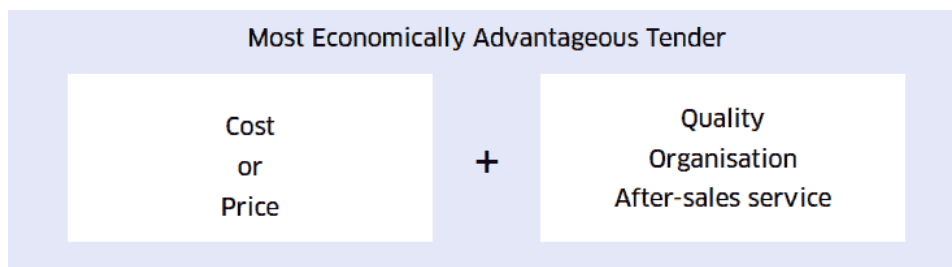 Most Economically Advantageous Tender
Cost
or
Price
+
Quality
Organisation
After-sales service